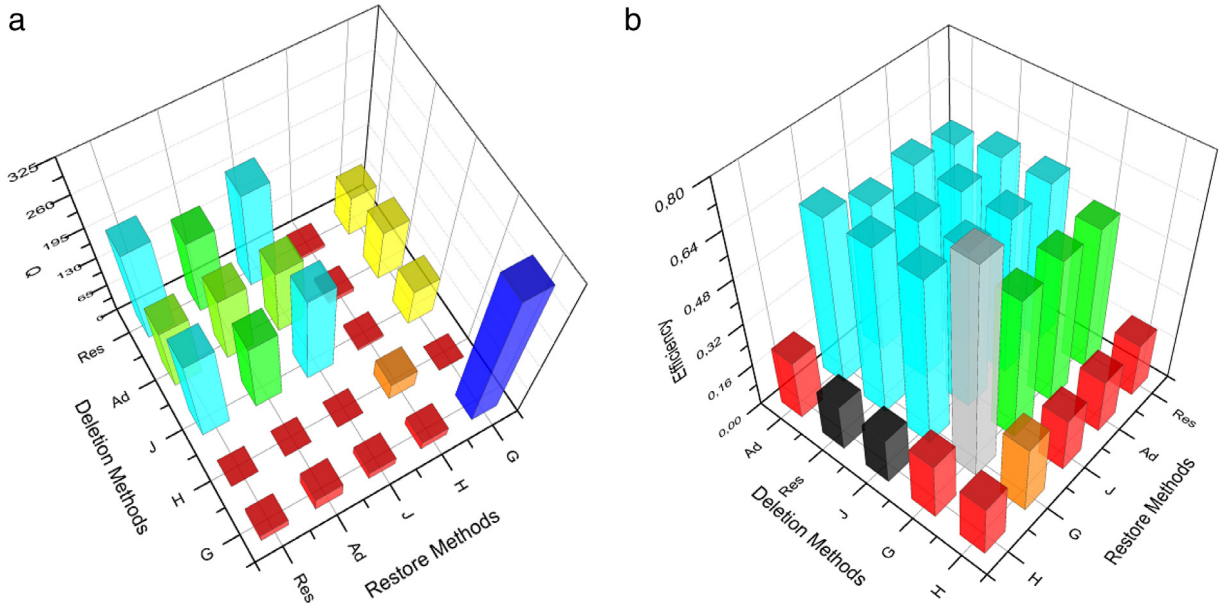 a
325
260
195
130
65
0
Q
Res
Ad
J
H
G
Deletion Methods
Res
Ad
J
H
G
Restore Methods
b
0,80
0,64
0,48
0,32
0,16
0,00
Efficiency
Ad
Res
J
G
H
Deletion Methods
H
G
J
Ad
Res
Restore Methods